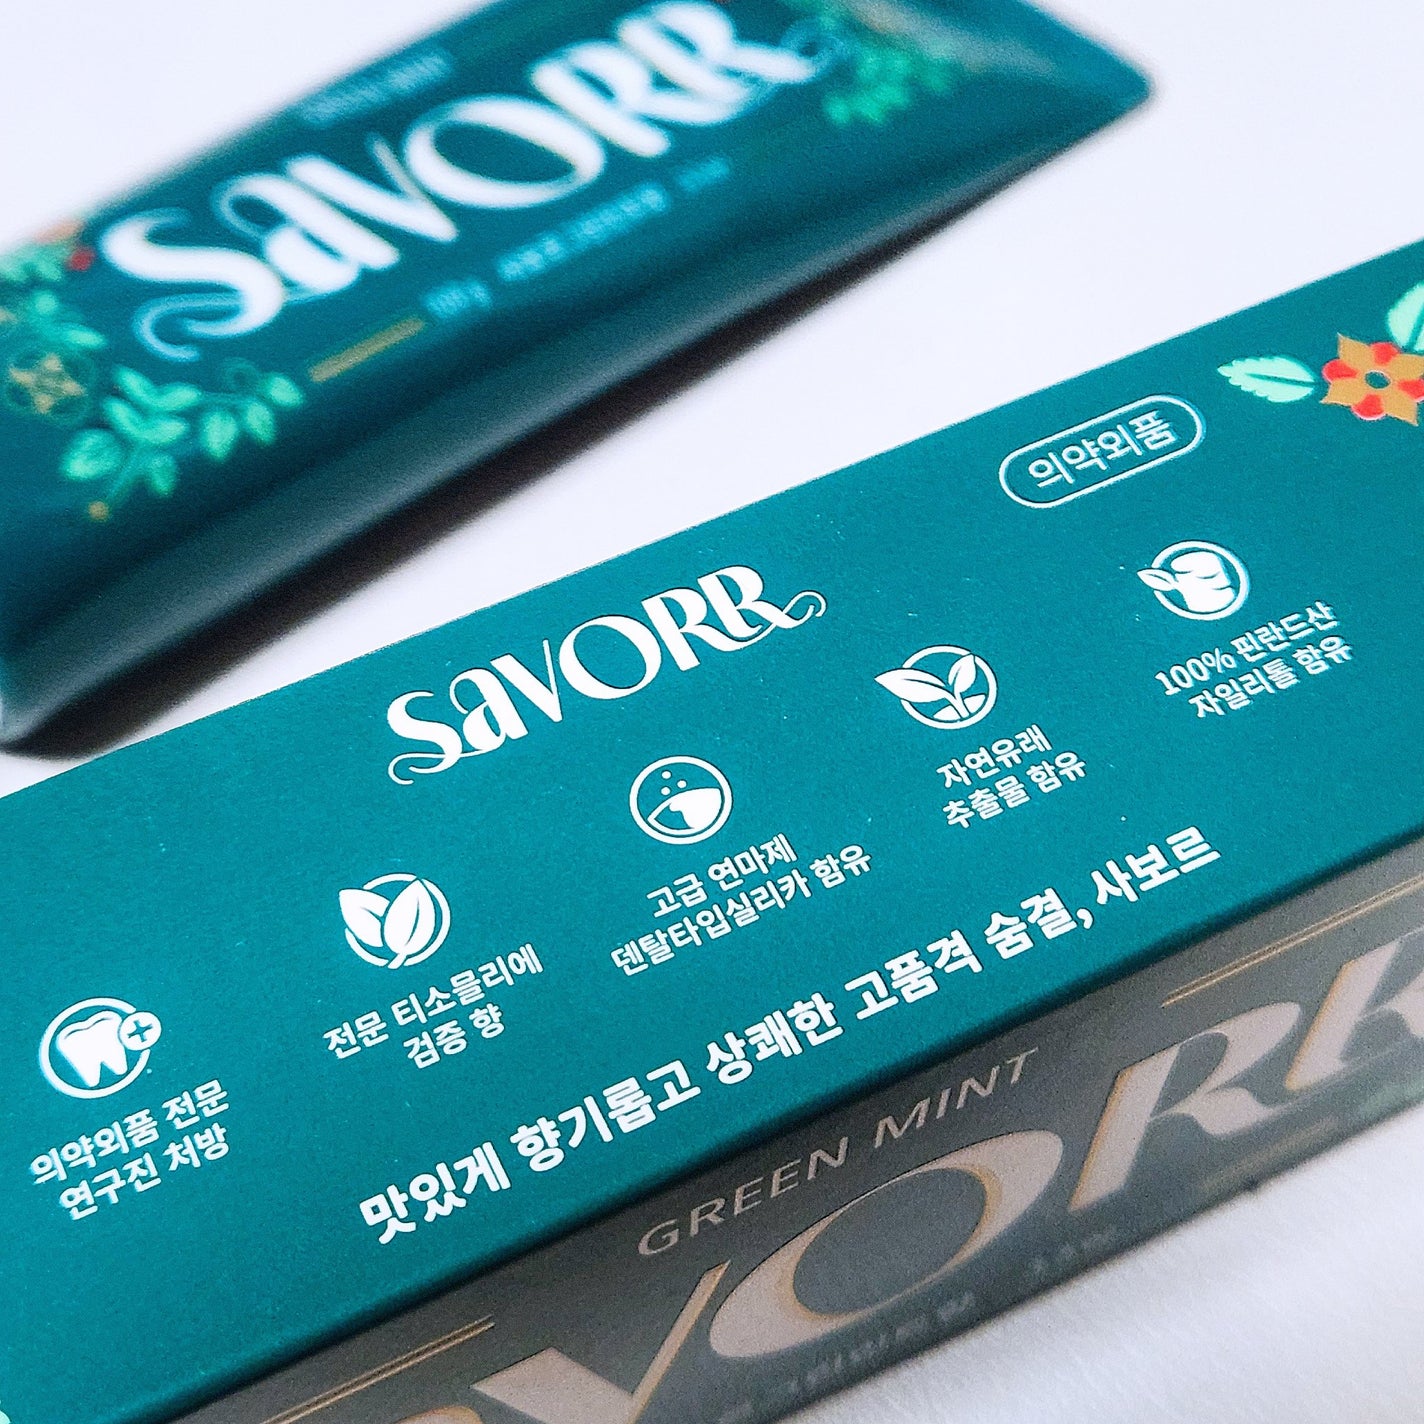 SAVORR
100g
의약외품
SAVORR
의약외품 전문
연구진 처방
전문 티소믈리에
검증 향
고급 연마제
덴탈타입실리카 함유
자연유래
추출물 함유
100% 핀란드산
자일리톨 함유
맛있게 향기롭고 상쾌한 고품격 숨결, 사보르
GREEN MINT